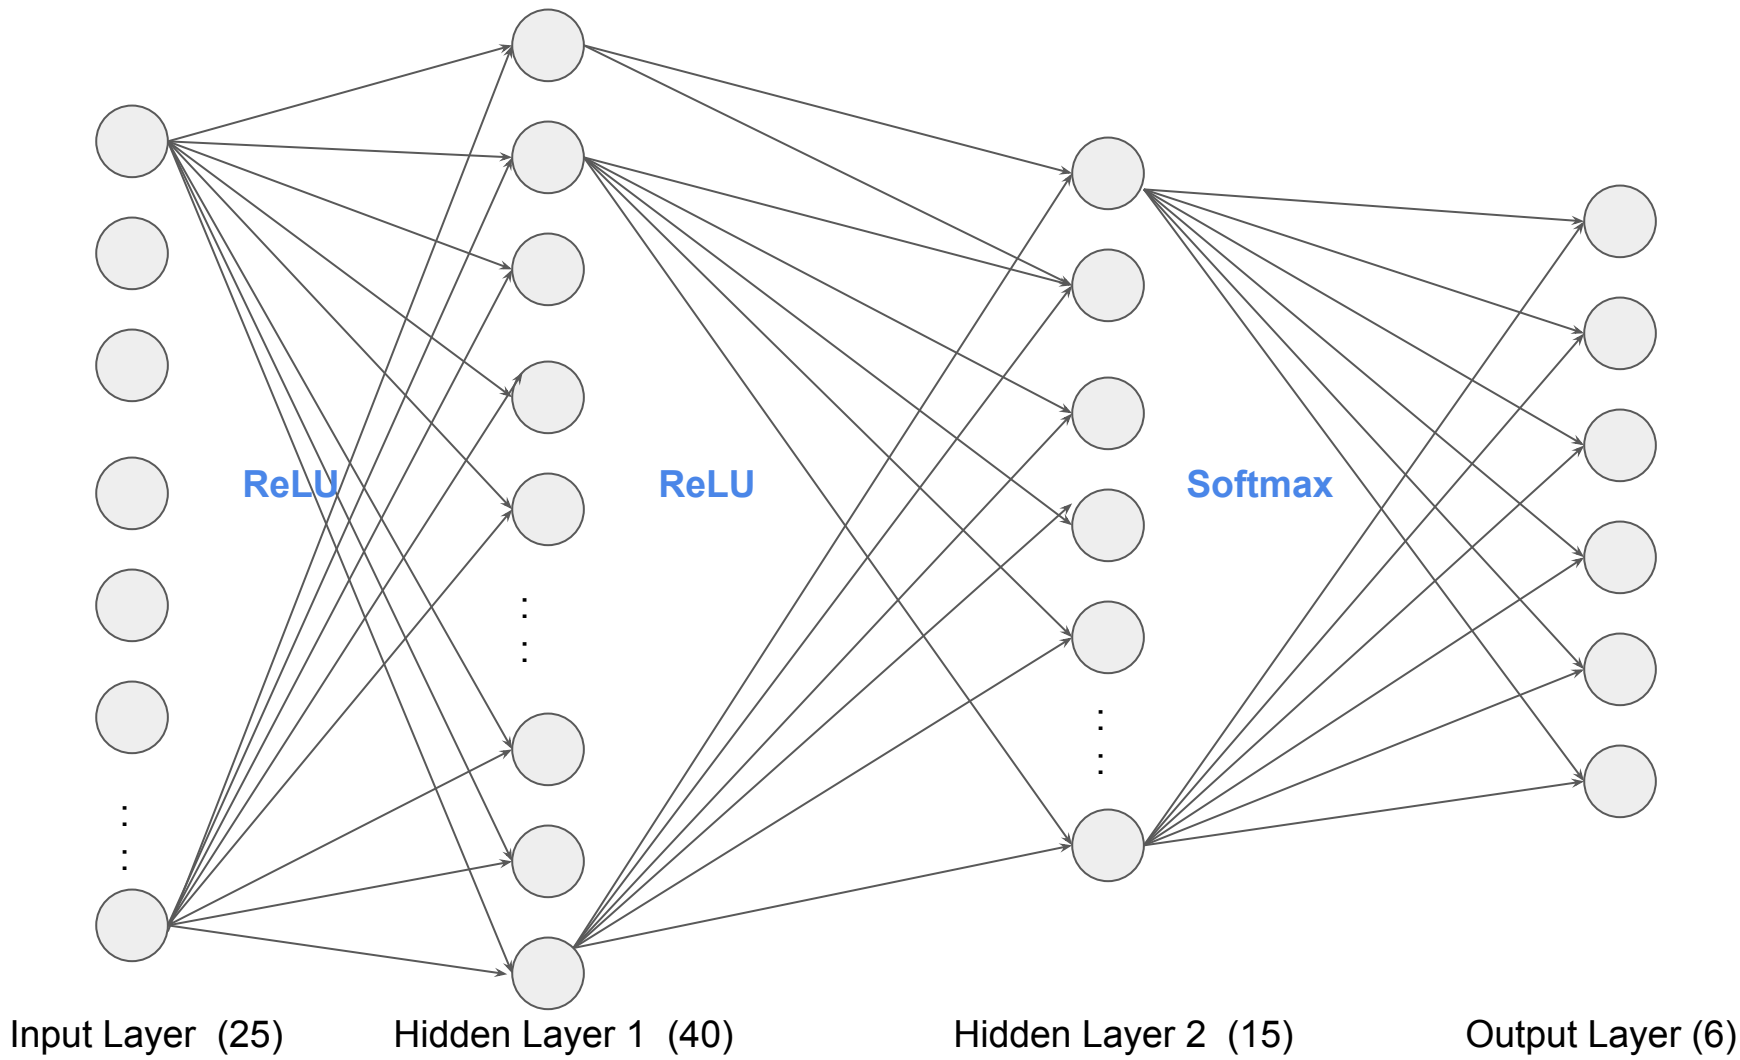 ReLU
ReLU
Softmax
Input Layer (25)
Hidden Layer 1 (40)
Hidden Layer 2 (15)
Output Layer (6)